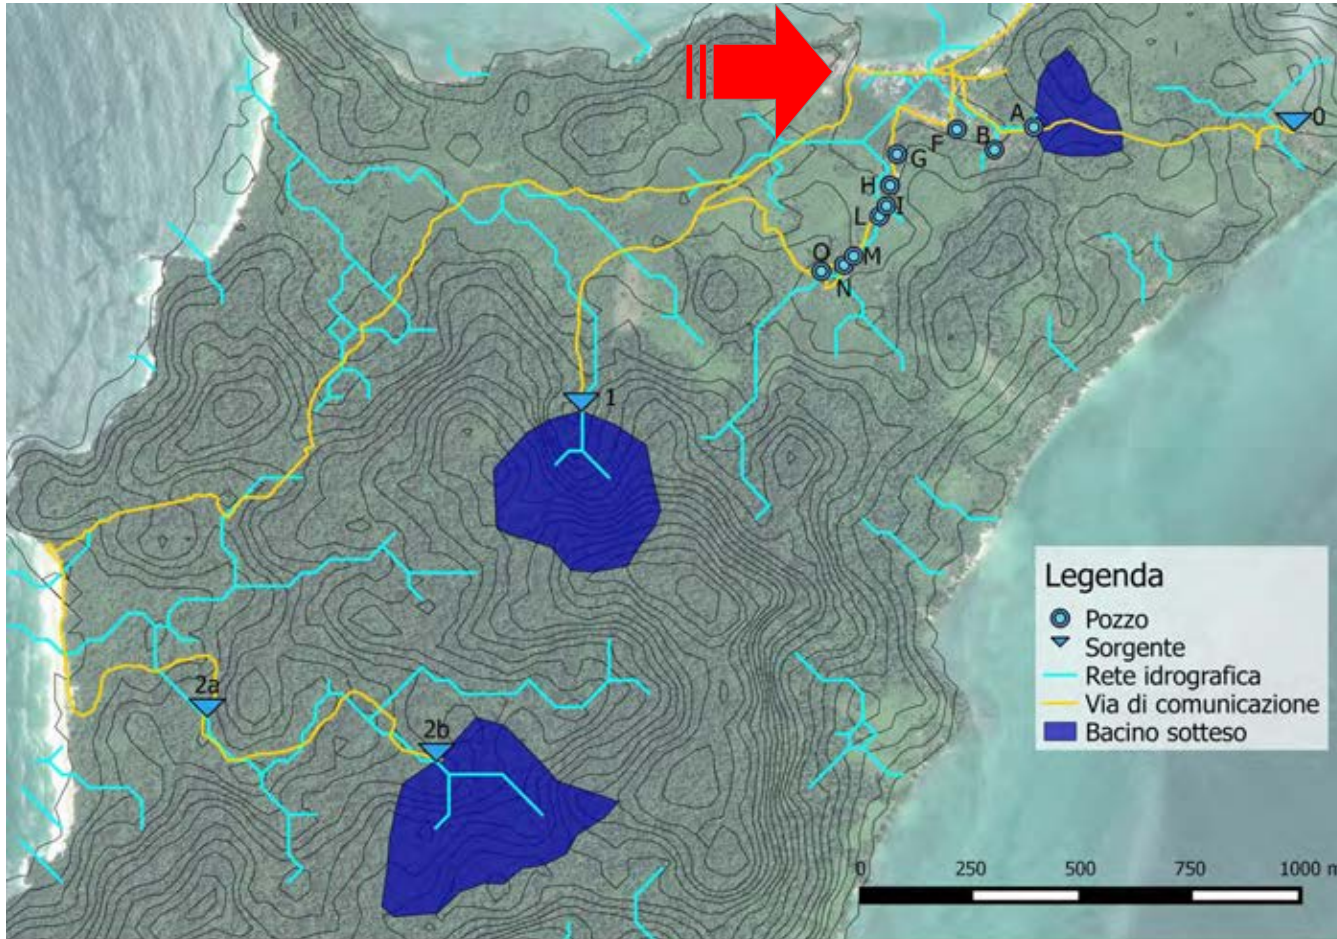 0
A
F
B
G
H
I
L
Q
M
N
1
2a
2b
Legenda
Pozzo
Sorgente
Rete idrografica
Via di comunicazione
Bacino sotteso
0 250 500 750 1000 m